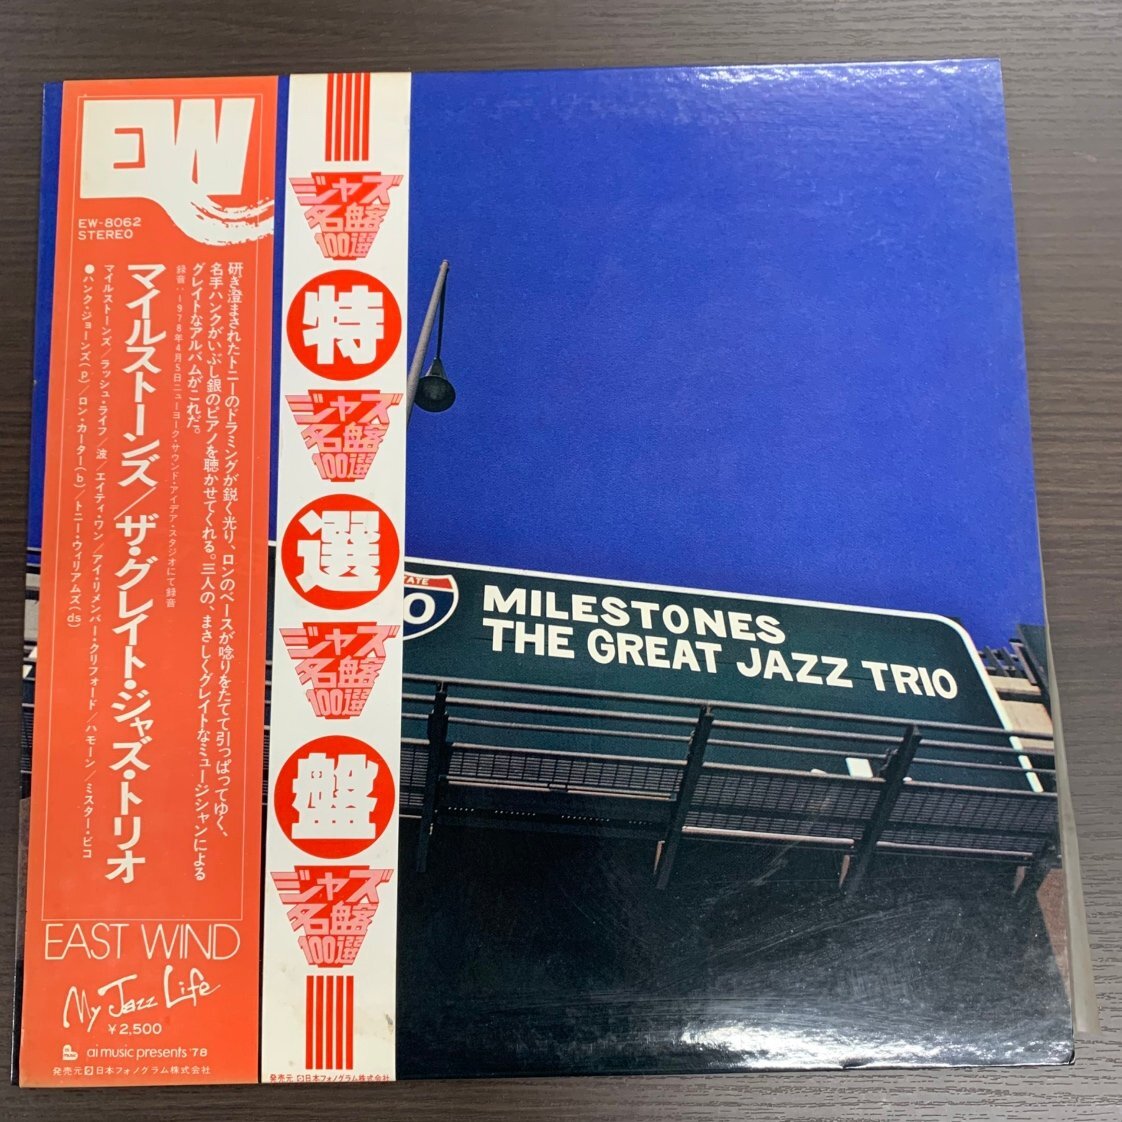 EW
EW-8062
STEREO
研ぎ澄まされたトニーのドラミングが鋭く光り、ロンのベースが唸りをたてて引っぱってゆく、
名手ハンクがいぶし銀のピアノを聴かせてくれる。三人の、まさしくグレイトなミュージシャンによる
グレイトなアルバムがこれだ。
録音：1978年4月5日ニューヨーク・サウンド・アイデア・スタジオにて録音
マイルストーンズ/ザ・グレイト・ジャズ・トリオ
マイルストーンズ/ラッシュ・ライフ/波/エイティ・ワン/アイ・リメンバー・クリフォード/ハモーン/ミスター・ビコ
●ハンク・ジョーンズ(p)/ロン・カーター(b)/トニー・ウィリアムズ(ds)
EAST WIND
My Jazz Life
¥2,500
ai music presents '78
発売元 日本フォノグラム株式会社
ジャズ
名盤
100選
特
ジャズ
名盤
100選
選
ジャズ
名盤
100選
盤
ジャズ
名盤
100選
発売元 日本フォノグラム株式会社
MILESTONES
THE GREAT JAZZ TRIO